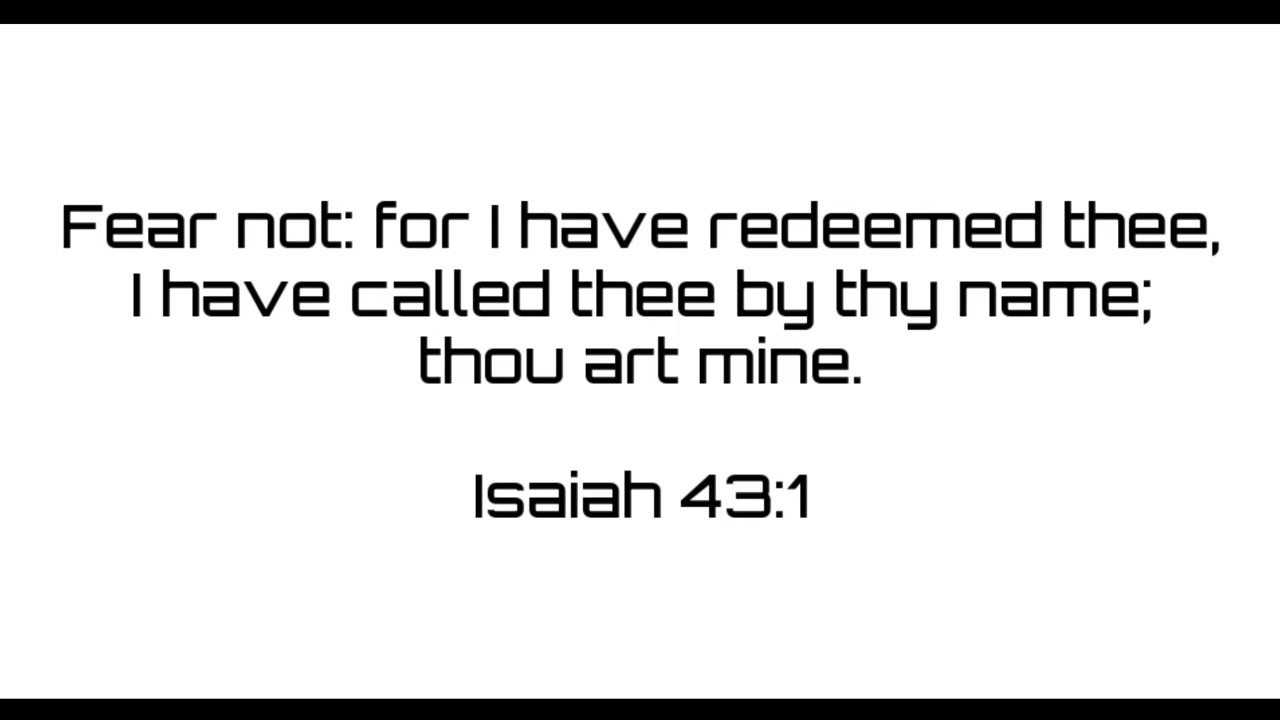 Fear not: for I have redeemed thee,
I have called thee by thy name;
thou art mine.
Isaiah 43:1